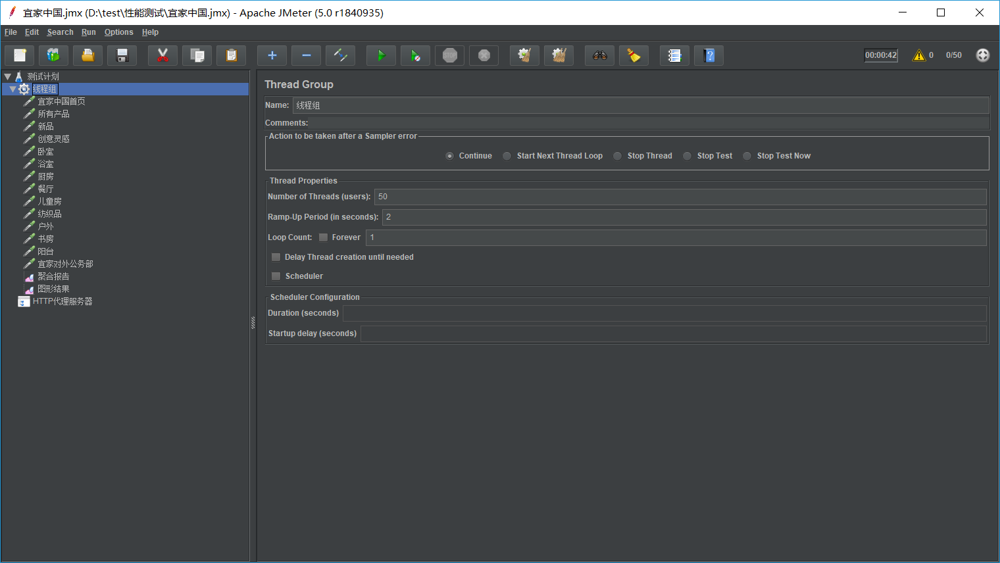 宜家中国.jmx (D:\test\性能测试\宜家中国.jmx) - Apache JMeter (5.0 r1840935)
File Edit Search Run Options Help
00:00:42 0 0/50
测试计划
线程组
宜家中国首页
所有产品
新品
创意灵感
卧室
浴室
厨房
餐厅
儿童房
纺织品
户外
书房
阳台
宜家对外公务部
聚合报告
图形结果
HTTP代理服务器
Thread Group
Name: 线程组
Comments:
Action to be taken after a Sampler error
Continue Start Next Thread Loop Stop Thread Stop Test Stop Test Now
Thread Properties
Number of Threads (users): 50
Ramp-Up Period (in seconds): 2
Loop Count: Forever 1
Delay Thread creation until needed
Scheduler
Scheduler Configuration
Duration (seconds)
Startup delay (seconds)